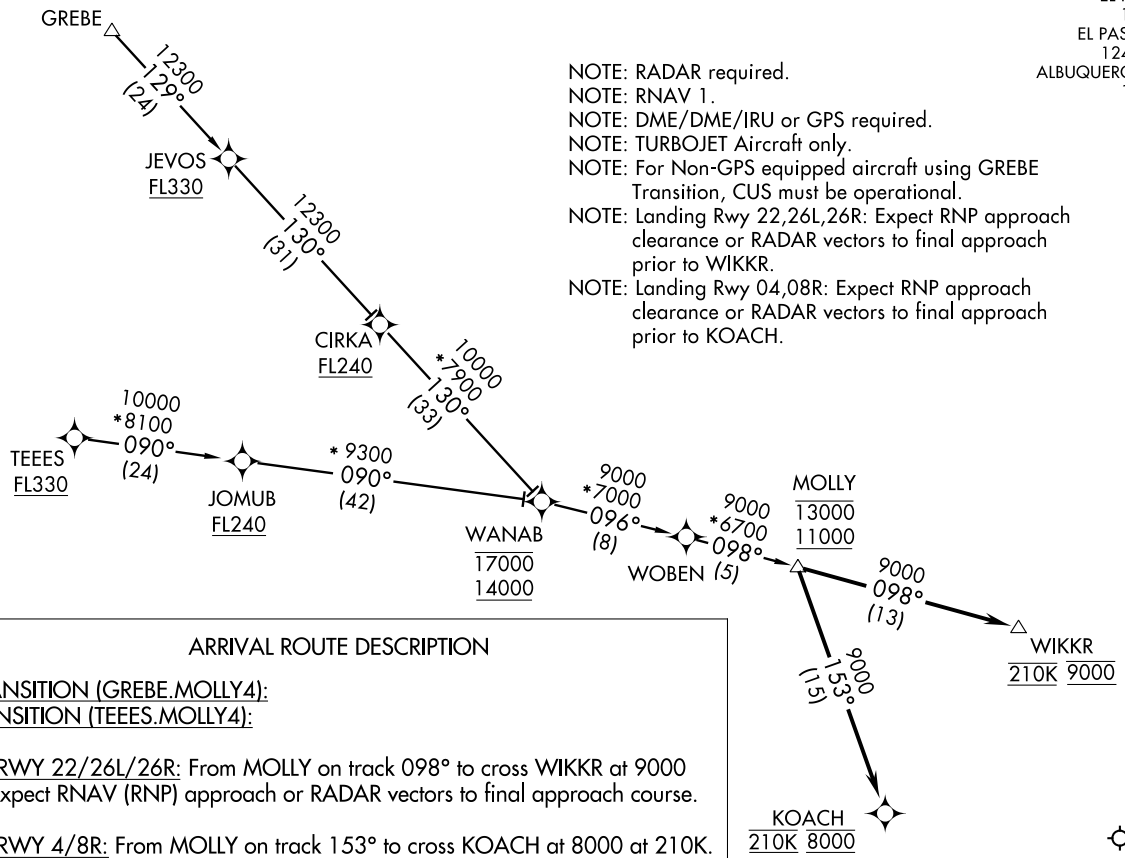 GREBE
12300
129°
(24)
JEVOS
FL330
12300
130°
(31)
CIRKA
FL240
10000
*7900
130°
(33)
EL PAS
124
ALBUQUERQ
NOTE: RADAR required.
NOTE: RNAV 1.
NOTE: DME/DME/IRU or GPS required.
NOTE: TURBOJET Aircraft only.
NOTE: For Non-GPS equipped aircraft using GREBE
Transition, CUS must be operational.
NOTE: Landing Rwy 22,26L,26R: Expect RNP approach
clearance or RADAR vectors to final approach
prior to WIKKR.
NOTE: Landing Rwy 04,08R: Expect RNP approach
clearance or RADAR vectors to final approach
prior to KOACH.
TEEES
FL330
10000
*8100
090°
(24)
JOMUB
FL240
* 9300
090°
(42)
WANAB
17000
14000
9000
*7000
096°
(8)
WOBEN
9000
*6700
098°
(5)
MOLLY
13000
11000
9000
098°
(13)
WIKKR
210K 9000
9000
153°
(15)
KOACH
210K 8000
ARRIVAL ROUTE DESCRIPTION
ANSITION (GREBE.MOLLY4):
NSITION (TEEES.MOLLY4):
RWY 22/26L/26R: From MOLLY on track 098° to cross WIKKR at 9000
xpect RNAV (RNP) approach or RADAR vectors to final approach course.
RWY 4/8R: From MOLLY on track 153° to cross KOACH at 8000 at 210K.